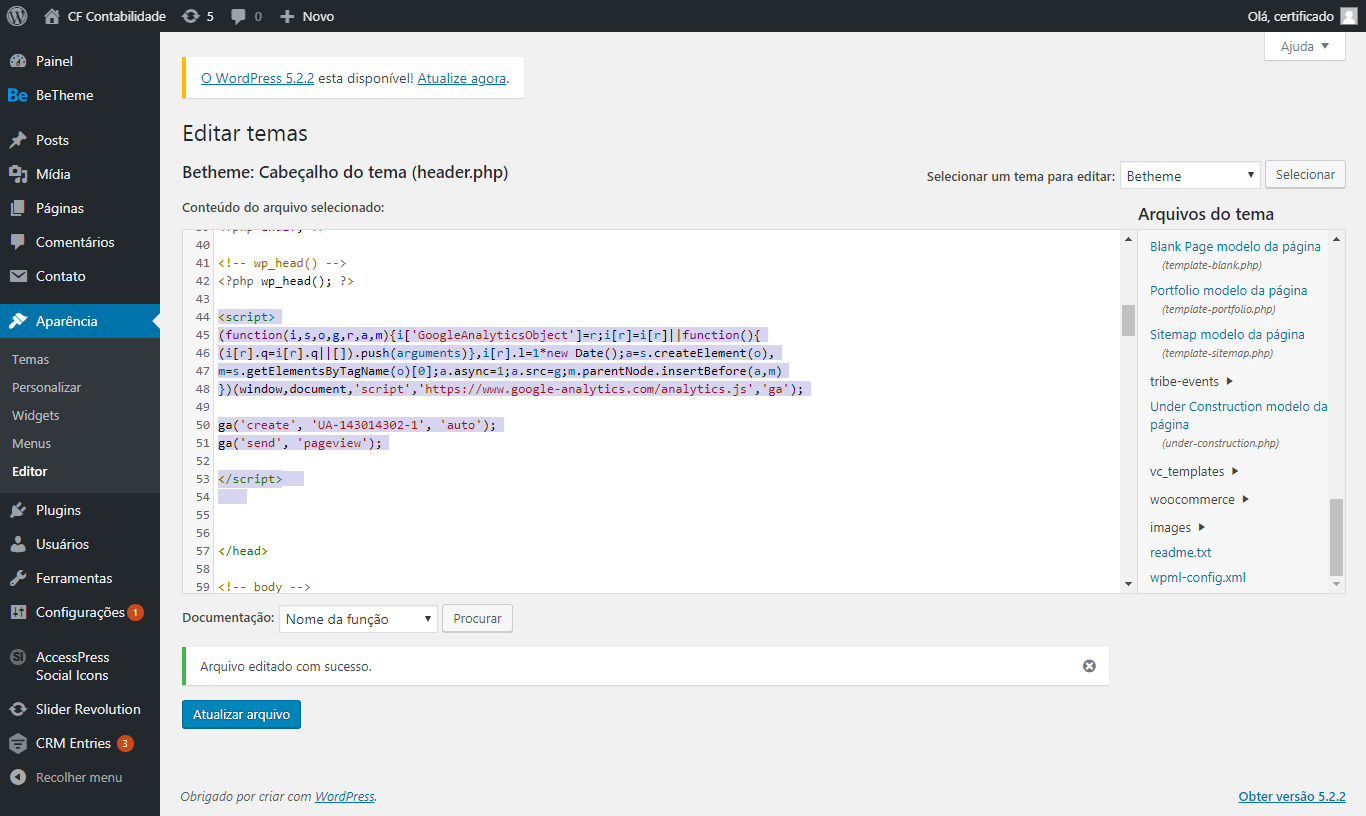 CF Contabilidade 5 0 Novo Olá, certificado
Ajuda
Painel
BeTheme
Posts
Mídia
Páginas
Comentários
Contato
Aparência
Temas
Personalizar
Widgets
Menus
Editor
Plugins
Usuários
Ferramentas
Configurações 1
AccessPress
Social Icons
Slider Revolution
CRM Entries 3
Recolher menu
O WordPress 5.2.2 esta disponível! Atualize agora.
Editar temas
Betheme: Cabeçalho do tema (header.php)
Selecionar um tema para editar: Betheme Selecionar
Conteúdo do arquivo selecionado:
40
41 <!-- wp_head() -->
42 <?php wp_head(); ?>
43
44 <script>
45 (function(i,s,o,g,r,a,m){i['GoogleAnalyticsObject']=r;i[r]=i[r]||function(){
46 (i[r].q=i[r].q||[]).push(arguments)},i[r].l=1*new Date();a=s.createElement(o),
47 m=s.getElementsByTagName(o)[0];a.async=1;a.src=g;m.parentNode.insertBefore(a,m)
48 })(window,document,'script','https://www.google-analytics.com/analytics.js','ga');
49
50 ga('create', 'UA-143014302-1', 'auto');
51 ga('send', 'pageview');
52
53 </script>
54
55
56
57 </head>
58
59 <!-- body -->
Arquivos do tema
Blank Page modelo da página
(template-blank.php)
Portfolio modelo da página
(template-portfolio.php)
Sitemap modelo da página
(template-sitemap.php)
tribe-events
Under Construction modelo da
página
(under-construction.php)
vc_templates
woocommerce
images
readme.txt
wpml-config.xml
Documentação: Nome da função Procurar
Arquivo editado com sucesso.
Atualizar arquivo
Obrigado por criar com WordPress.
Obter versão 5.2.2